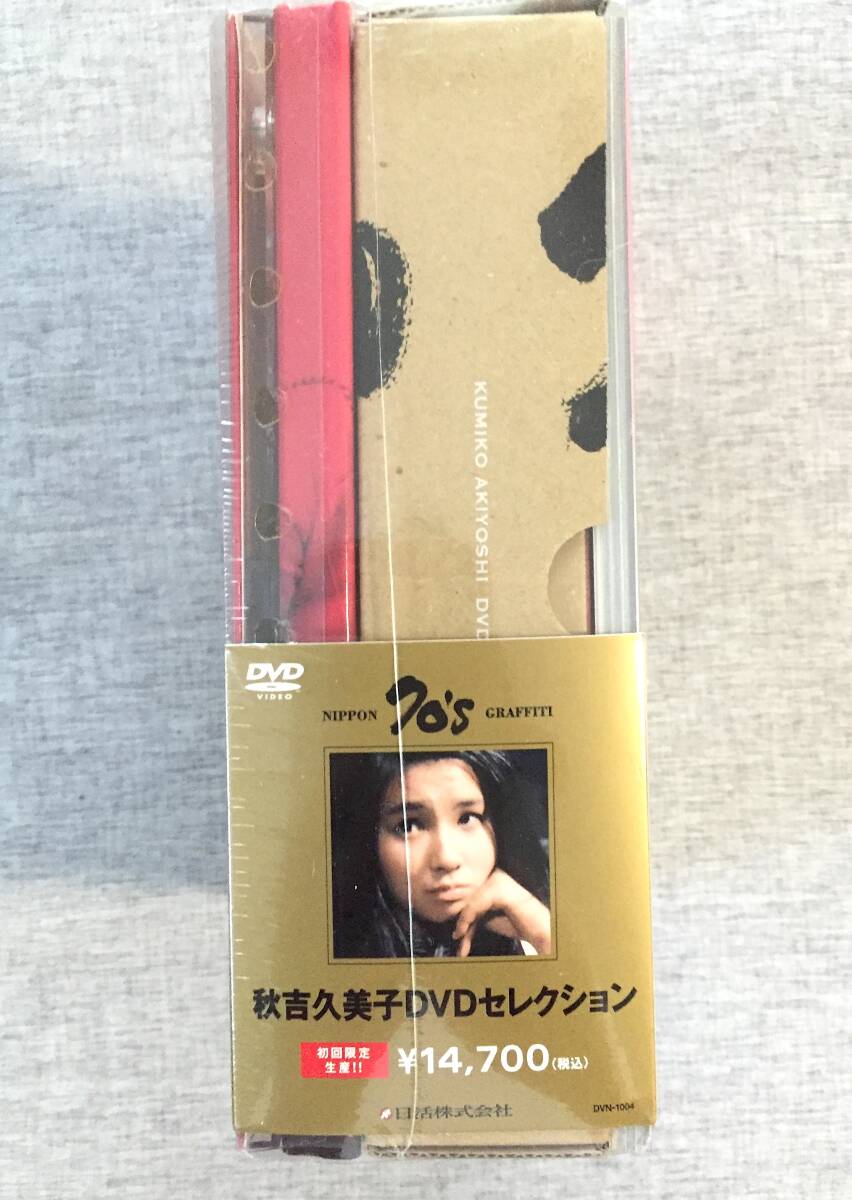 KUMIKO AKIYOSHI DVD
DVD
VIDEO
NIPPON 70's GRAFFITI
秋吉久美子DVDセレクション
初回限定
生産!!
¥14,700(税込)
日活株式会社
DVN-1004